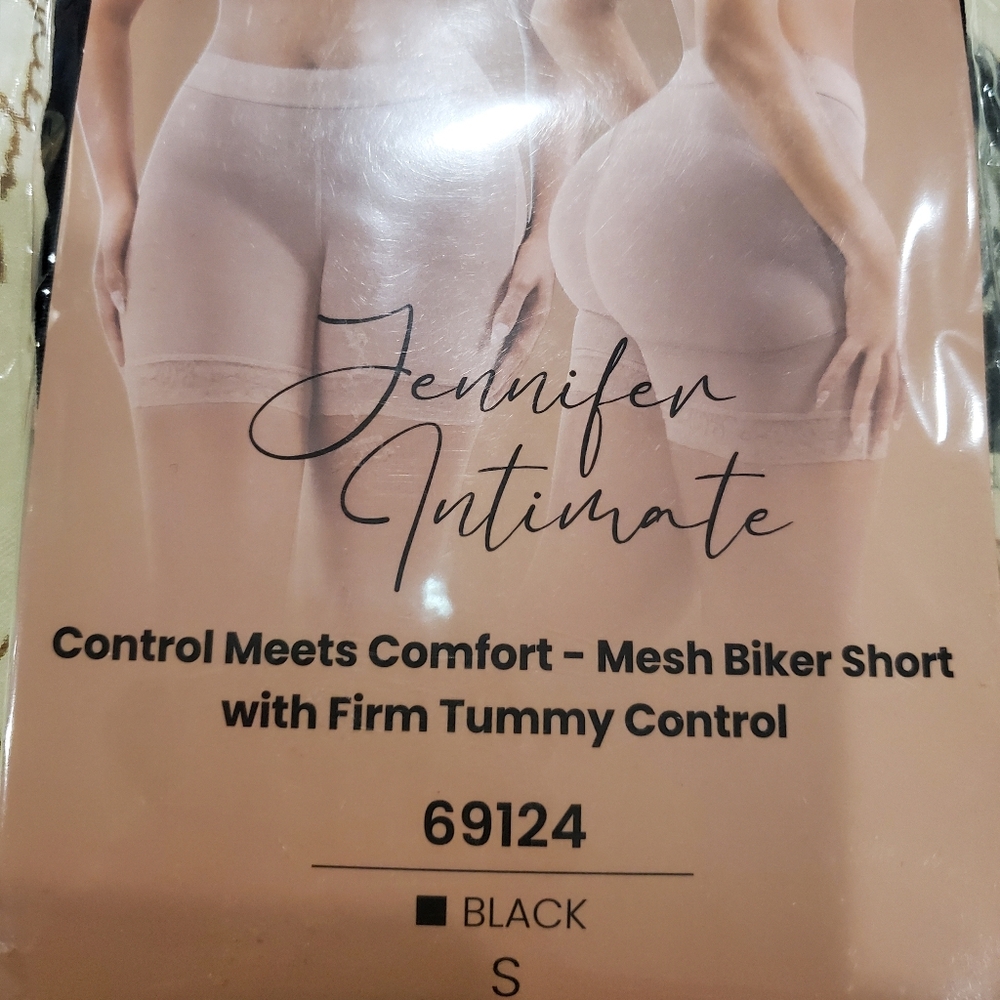 Jennifer
Intimate
Control Meets Comfort - Mesh Biker Short
with Firm Tummy Control
69124
BLACK
S